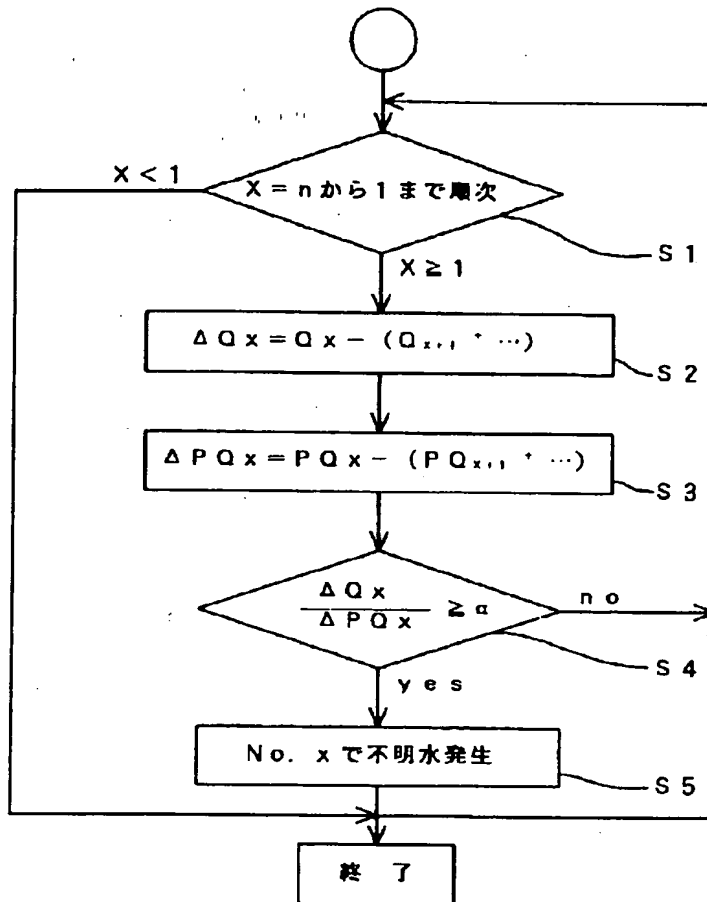 X < 1
X = n から 1 まで順次
S 1
X ≧ 1
Δ Q x = Q x - ( Q x+1 + … )
S 2
Δ P Q x = P Q x - ( P Q x+1 + … )
S 3
Δ Q x
Δ P Q x
≧ α
n o
S 4
y e s
N o . x で不明水発生
S 5
終 了